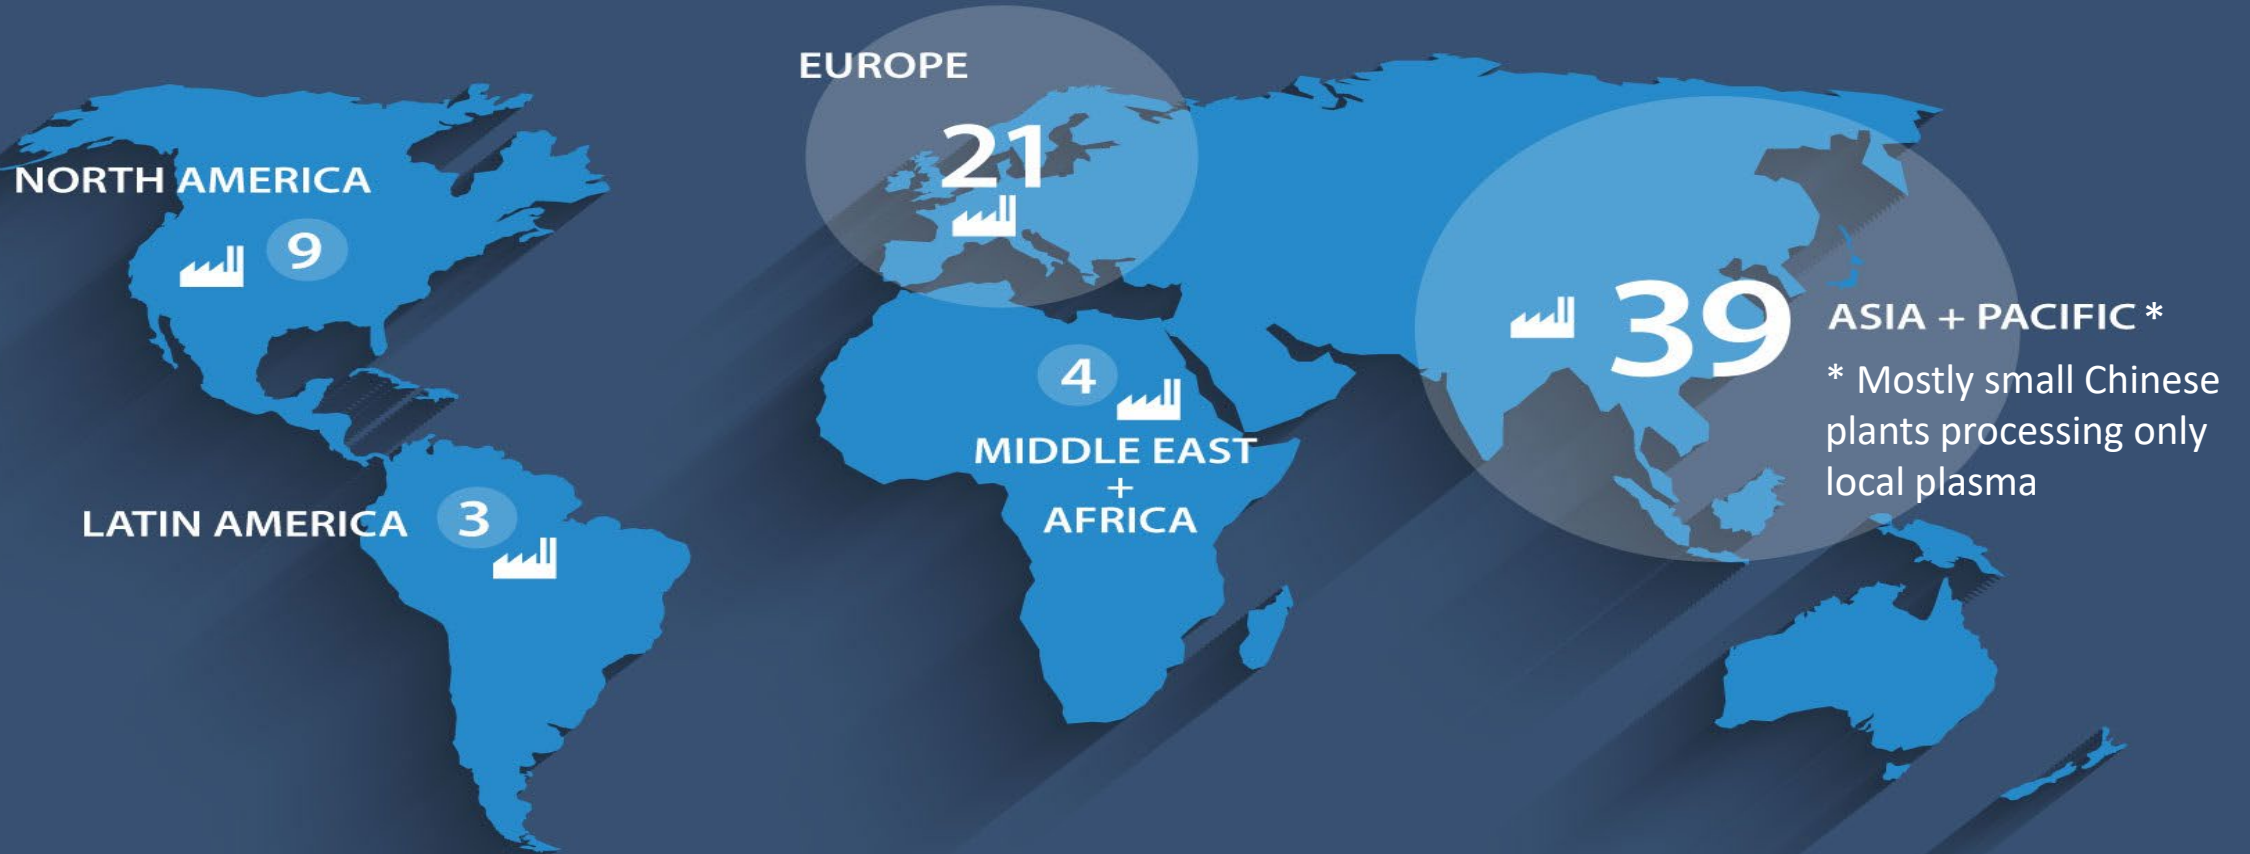 EUROPE
21
NORTH AMERICA
9
39
ASIA + PACIFIC *
* Mostly small Chinese
plants processing only
local plasma
4
MIDDLE EAST
+
AFRICA
LATIN AMERICA
3